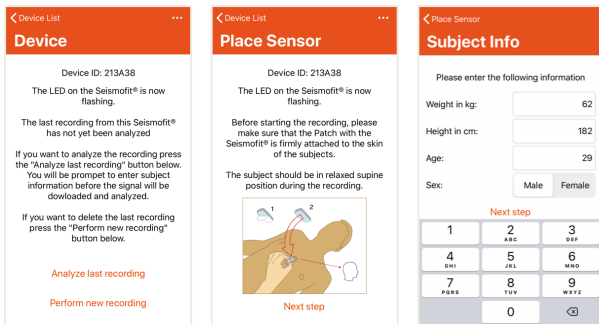 Device List
...
Device
Device ID: 213A38
The LED on the Seismofit® is now
flashing.
The last recording from this Seismofit®
has not yet been analyzed
If you want to analyze the recording press
the "Analyze last recording" button below.
You will be prompet to enter subject
information before the signal will be
dowloaded and analyzed.
If you want to delete the last recording
press the "Perform new recording"
button below.
Analyze last recording
Perform new recording
Device List
...
Place Sensor
Device ID: 213A38
The LED on the Seismofit® is now
flashing.
Before starting the recording, please
make sure that the Patch with the
Seismofit® is firmly attached to the skin
of the subjects.
The subject should be in relaxed supine
position during the recording.
1 2
Next step
Place Sensor
Subject Info
Please enter the following information
Weight in kg: 62
Height in cm: 182
Age: 29
Sex: Male Female
Next step
1 2 3
ABC DEF
4 5 6
GHI JKL MNO
7 8 9
PQRS TUV WXYZ
0